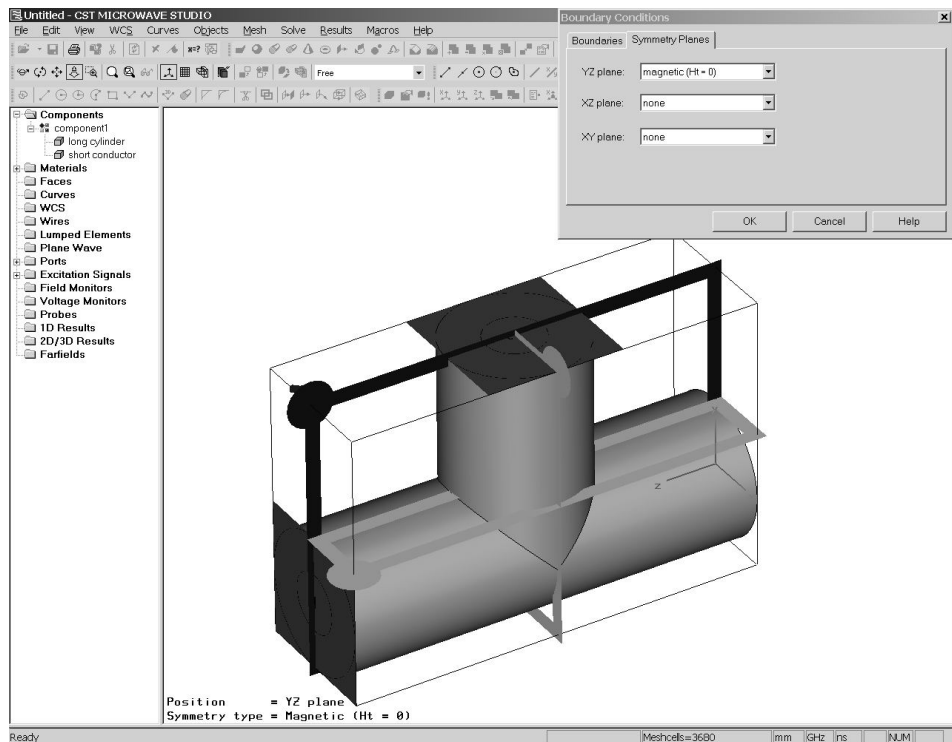 Untitled - CST MICROWAVE STUDIO
File Edit View WCS Curves Objects Mesh Solve Results Macros Help
Free
Components
component1
long cylinder
short conductor
Materials
Faces
Curves
WCS
Wires
Lumped Elements
Plane Wave
Ports
Excitation Signals
Field Monitors
Voltage Monitors
Probes
1D Results
2D/3D Results
Farfields
Boundary Conditions
Boundaries Symmetry Planes
YZ plane: magnetic (Ht = 0)
XZ plane: none
XY plane: none
OK Cancel Help
z
Position = YZ plane
Symmetry type = Magnetic (Ht = 0)
Ready Meshcells=3680 mm GHz ns NUM